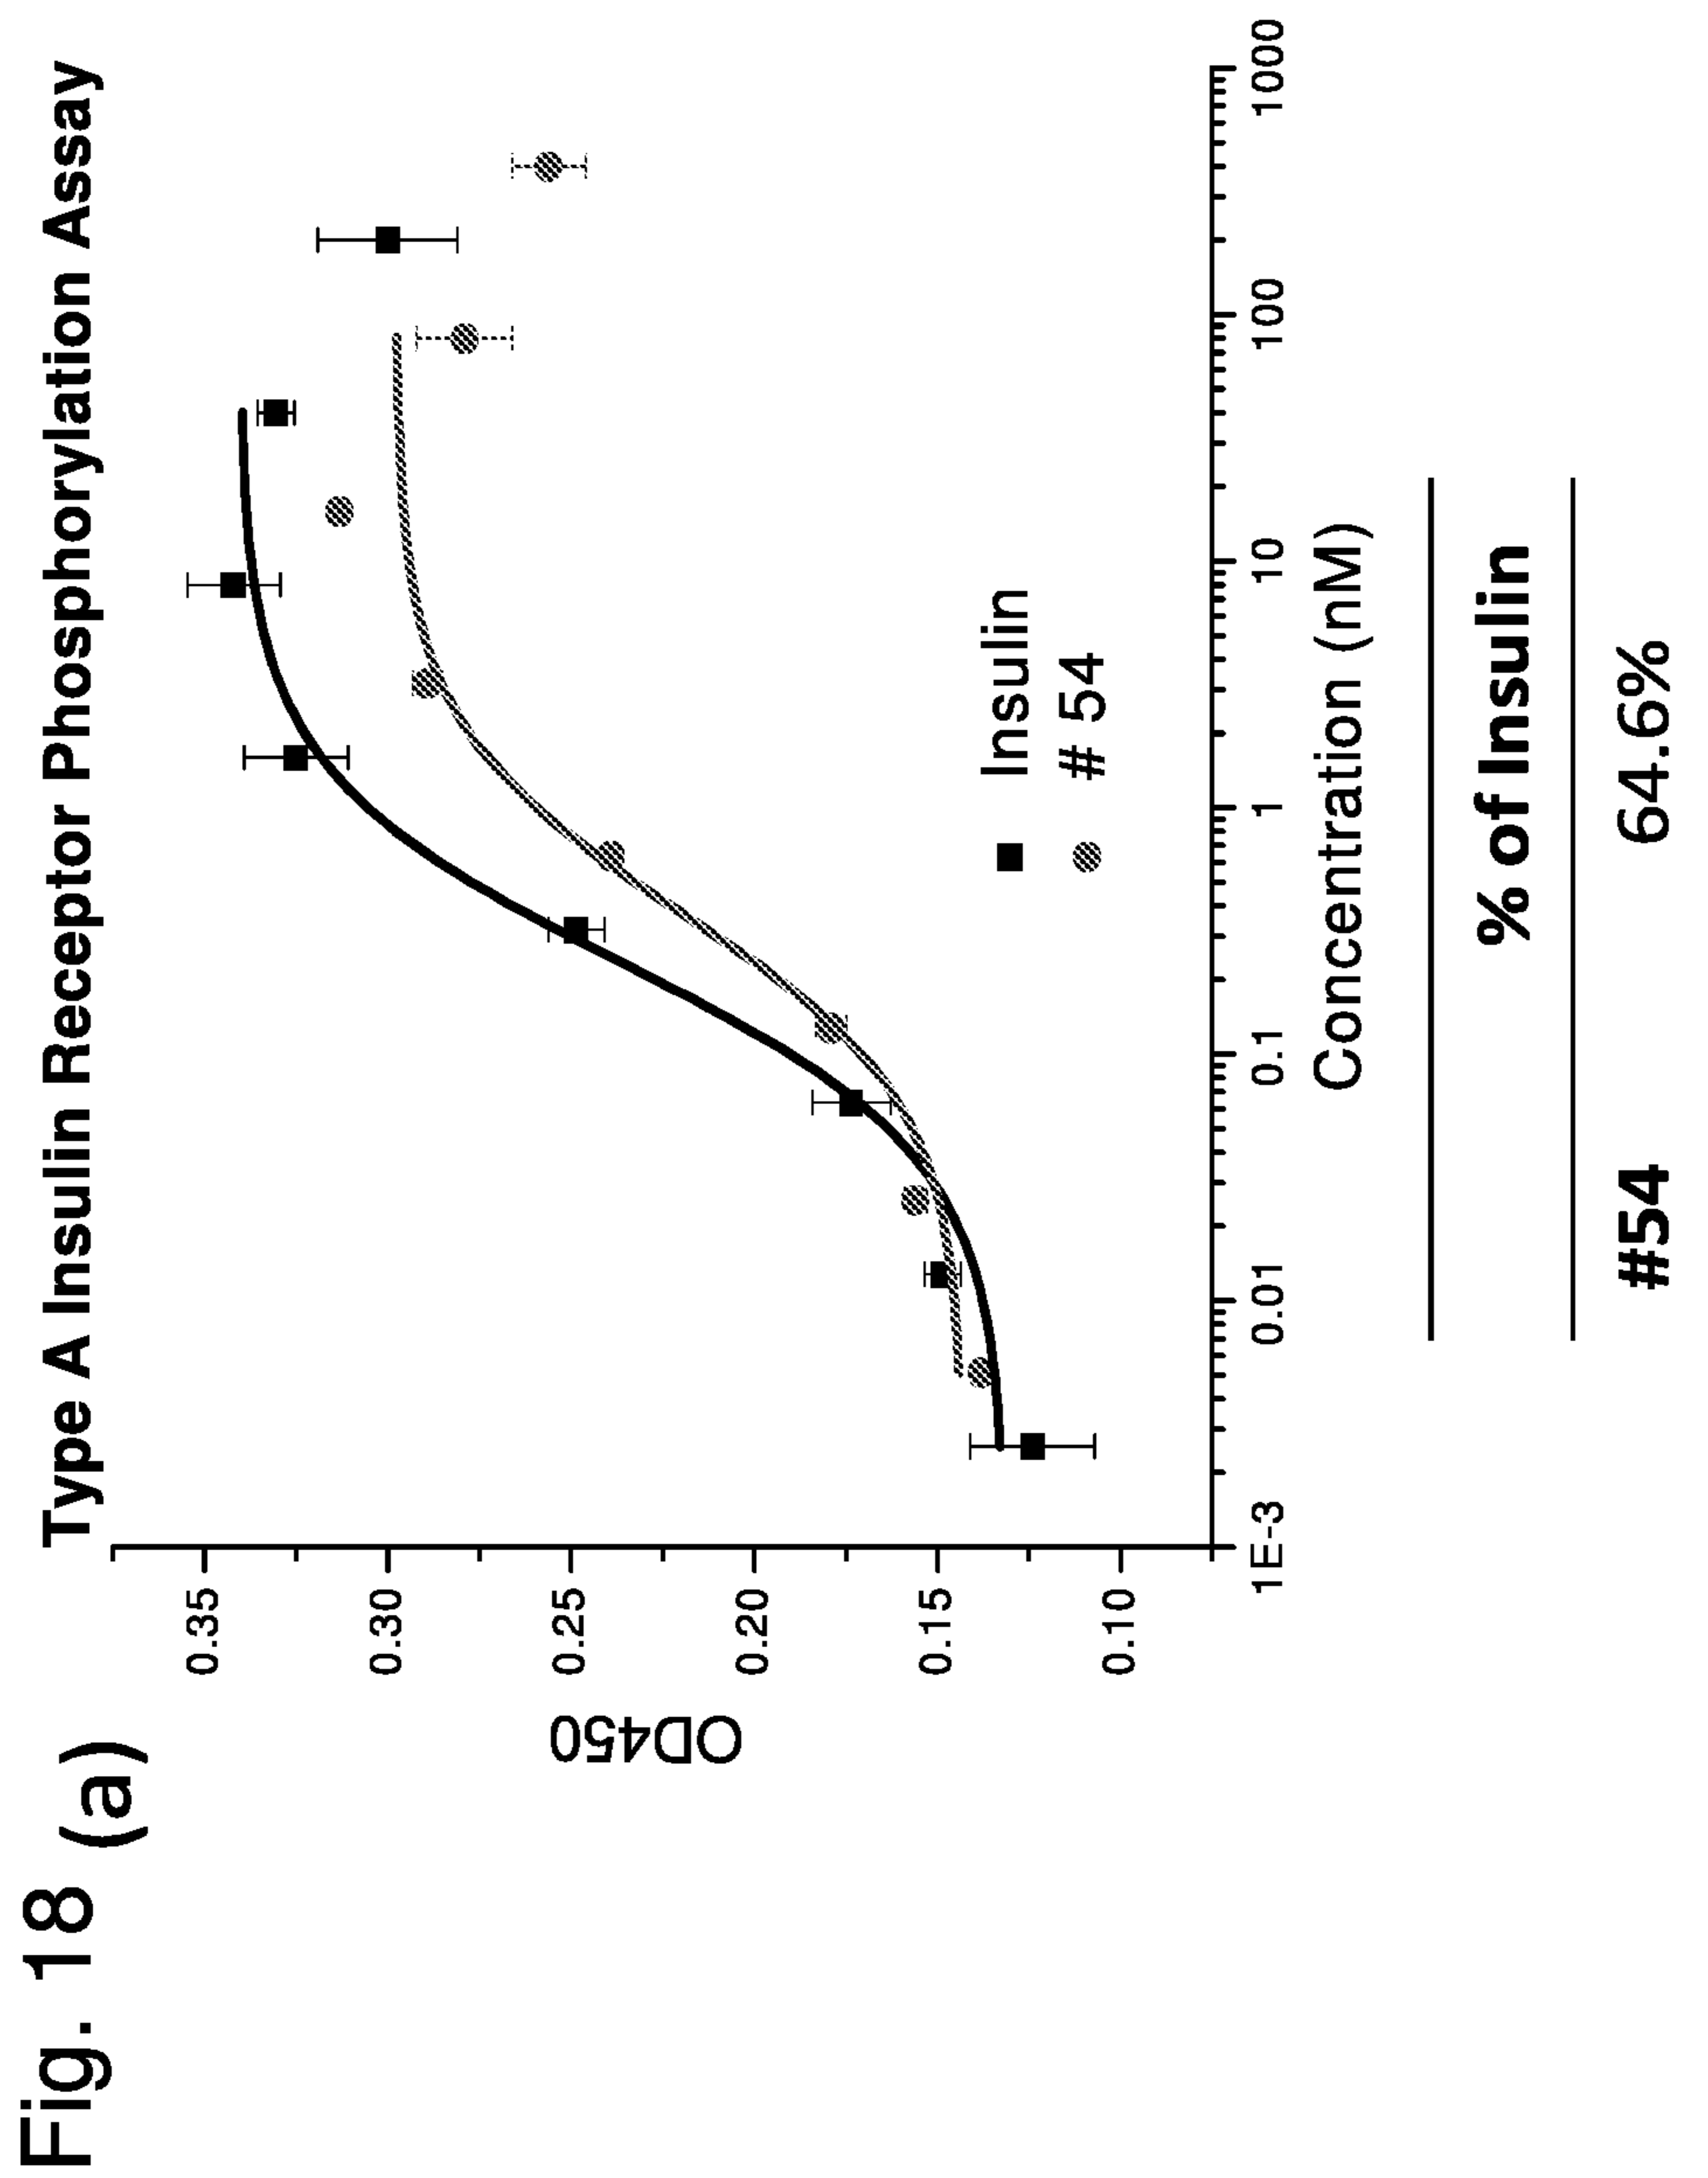 Fig. 18 (a)
Type A Insulin Receptor Phosphorylation Assay
OD450
0.35
0.30
0.25
0.20
0.15
0.10
Insulin
# 54
1E-3 0.01 0.1 1 10 100 1000
Concentration (nM)
% of Insulin
#54 64.6%